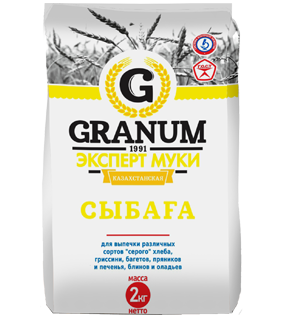 G
GRANUM
1991
ЭКСПЕРТ МУКИ
КАЗАХСТАНСКАЯ
СЫБАҒА
для выпечки различных
сортов "серого" хлеба,
гриссини, багетов, пряников
и печенья, блинов и оладьев
масса
2кг
нетто